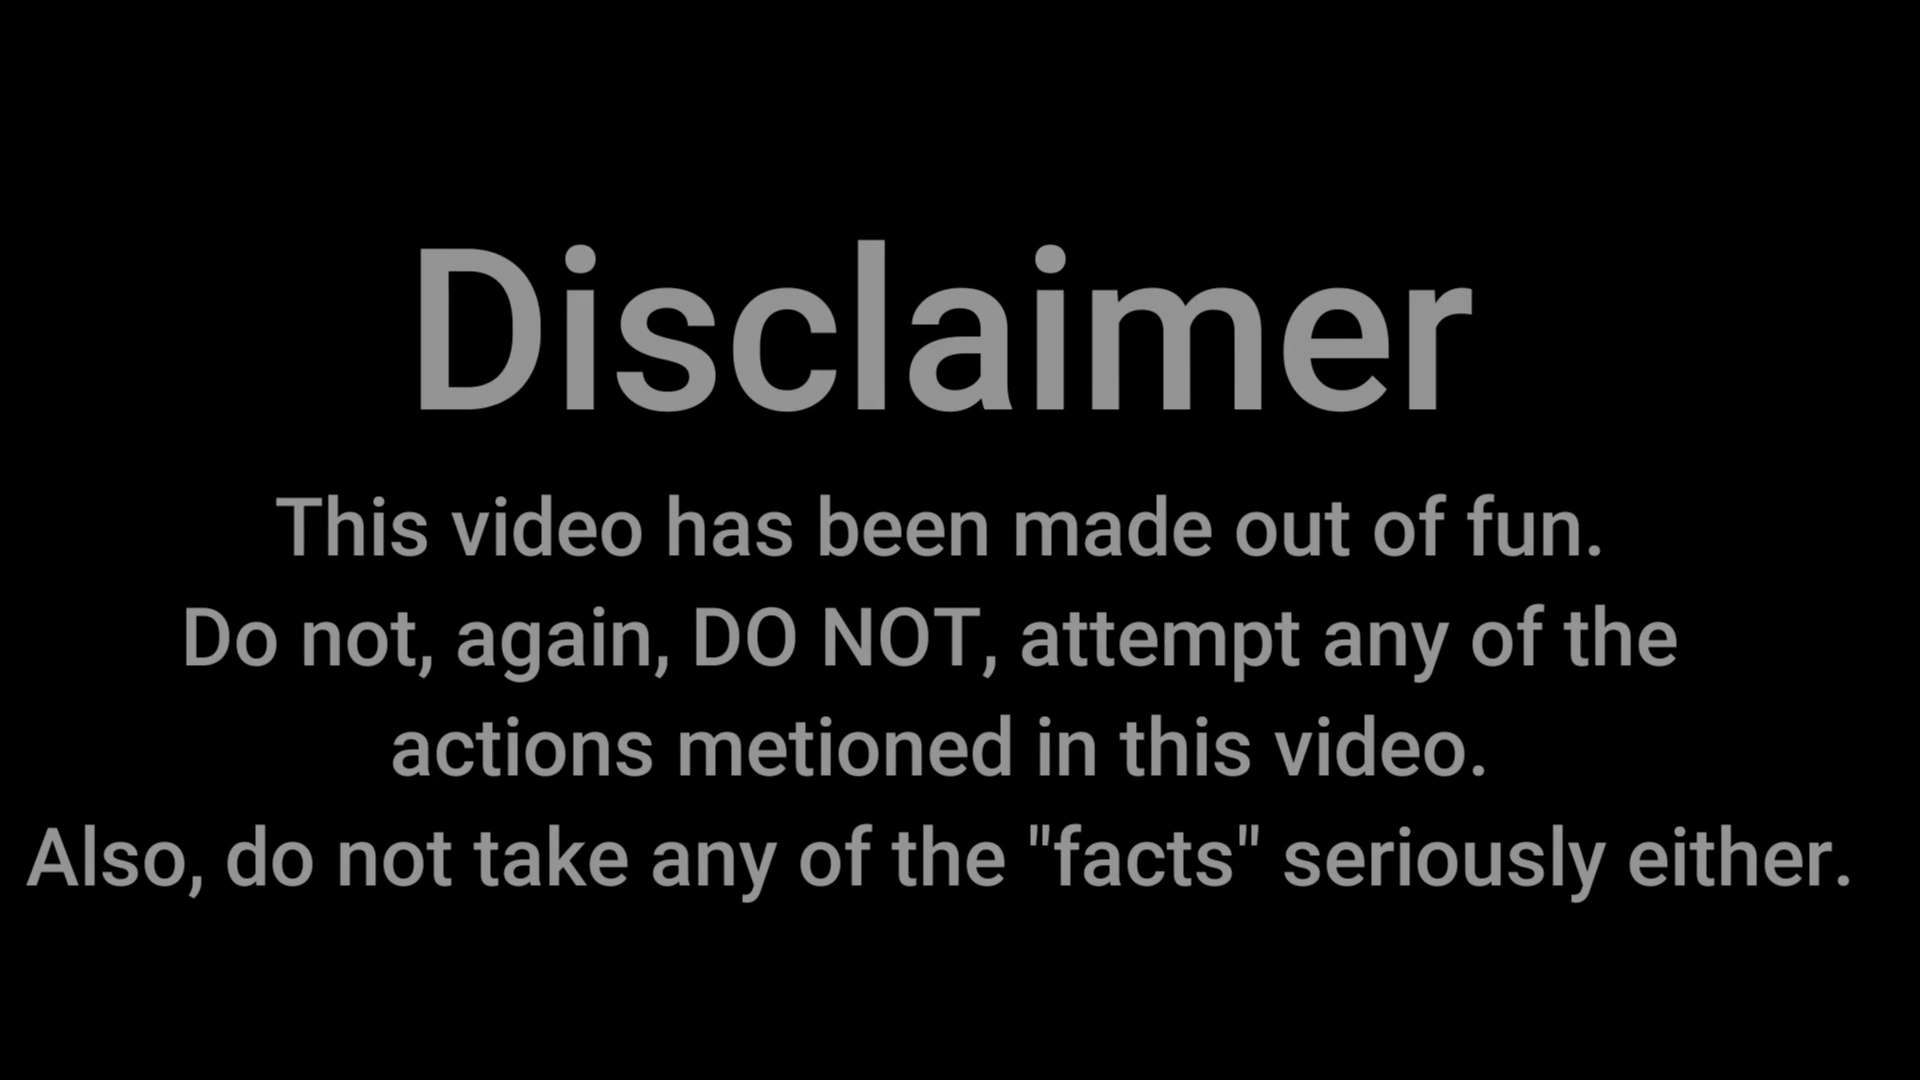 Disclaimer
This video has been made out of fun.
Do not, again, DO NOT, attempt any of the
actions metioned in this video.
Also, do not take any of the "facts" seriously either.